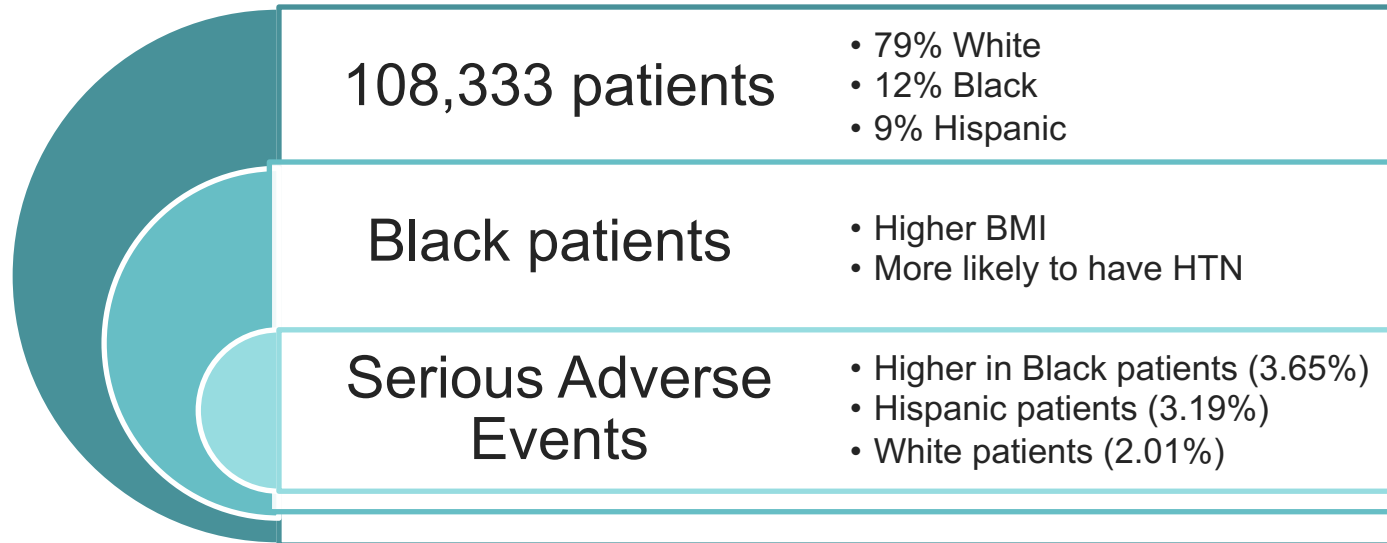 108,333 patients
• 79% White
• 12% Black
• 9% Hispanic
Black patients
• Higher BMI
• More likely to have HTN
Serious Adverse
Events
• Higher in Black patients (3.65%)
• Hispanic patients (3.19%)
• White patients (2.01%)